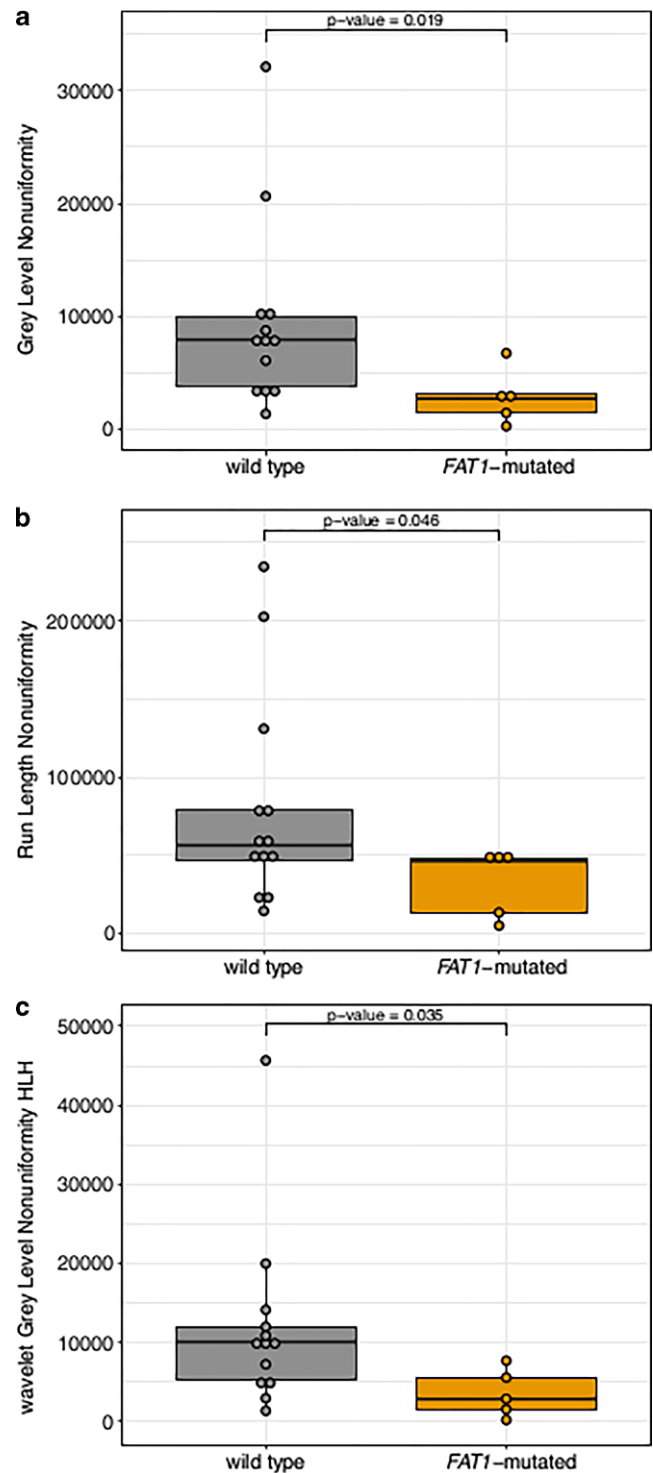 a
p-value = 0.019
Grey Level Nonuniformity
30000
20000
10000
0
wild type
FAT1-mutated
b
p-value = 0.046
Run Length Nonuniformity
200000
100000
0
wild type
FAT1-mutated
c
p-value = 0.035
wavelet Grey Level Nonuniformity HLH
50000
40000
30000
20000
10000
0
wild type
FAT1-mutated